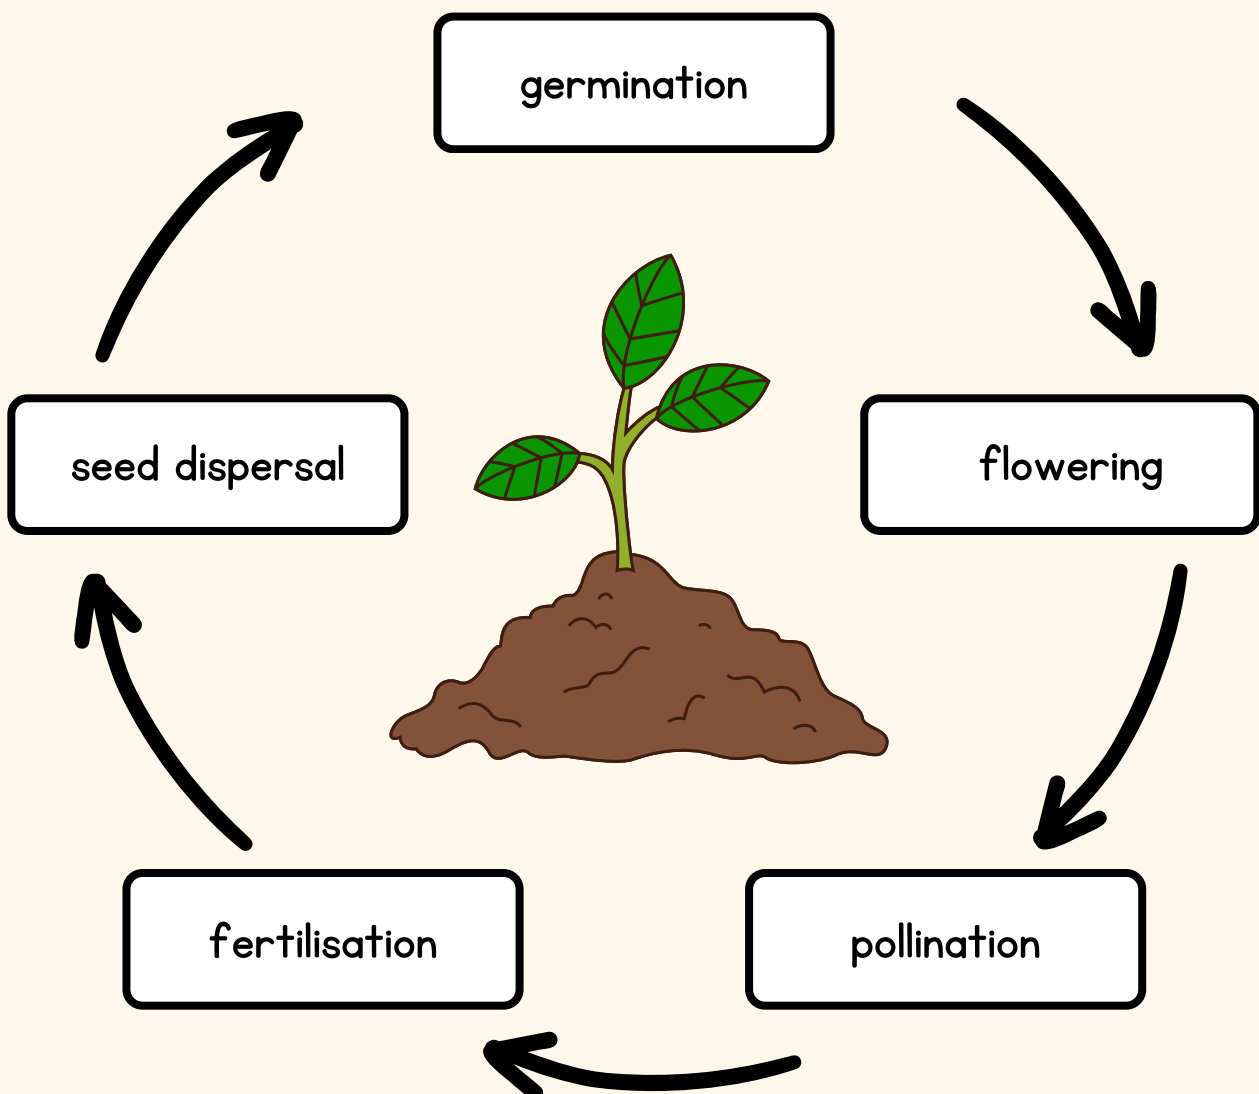 germination
seed dispersal
flowering
fertilisation
pollination